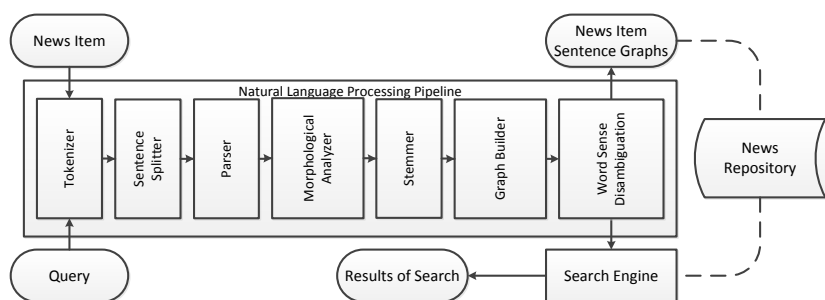 News Item
News Item
Sentence Graphs
Natural Language Processing Pipeline
Tokenizer
Sentence
Splitter
Parser
Morphological
Analyzer
Stemmer
Graph Builder
Word Sense
Disambiguation
News
Repository
Query
Results of Search
Search Engine